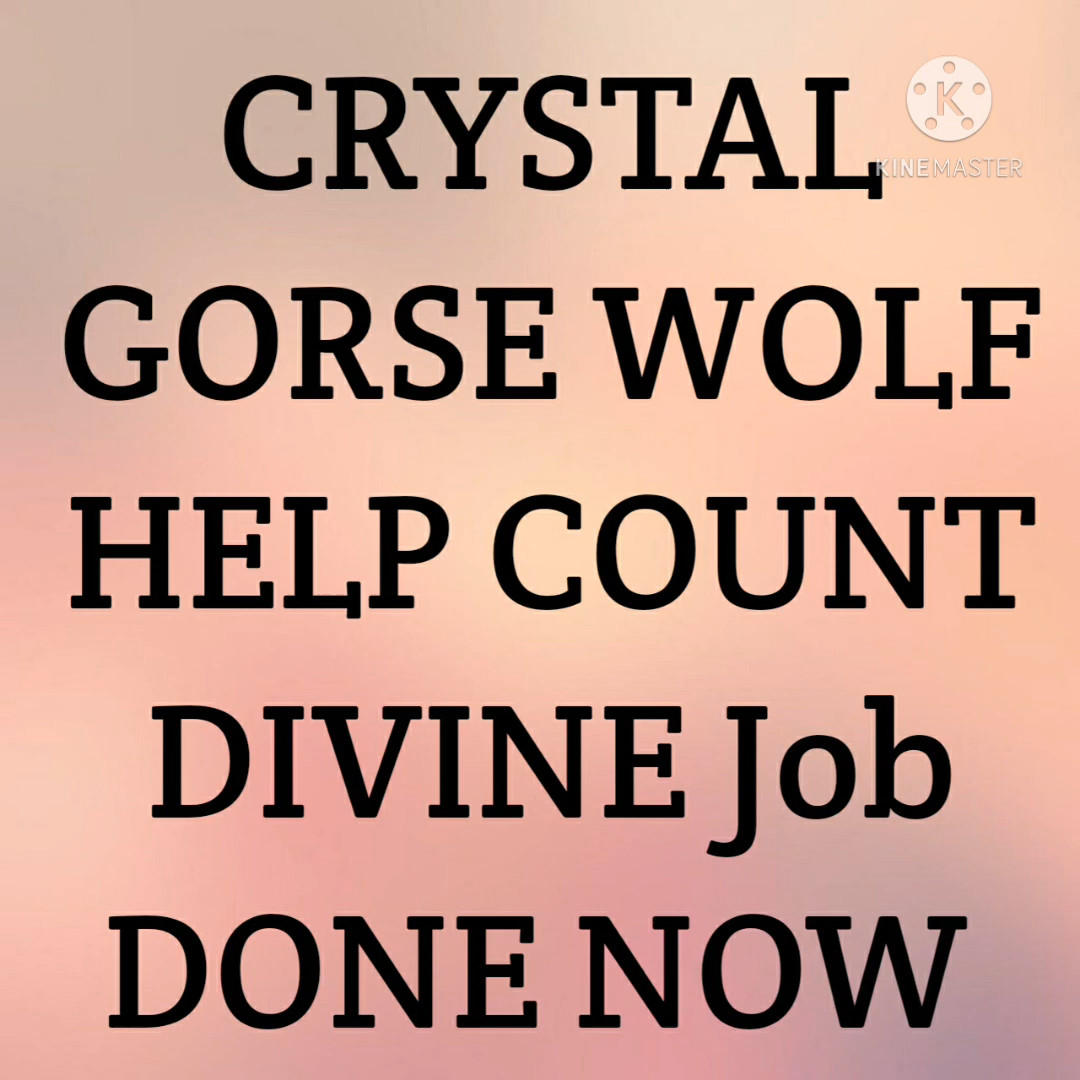 CRYSTAL
KINEMASTER
GORSE WOLF
HELP COUNT
DIVINE Job
DONE NOW